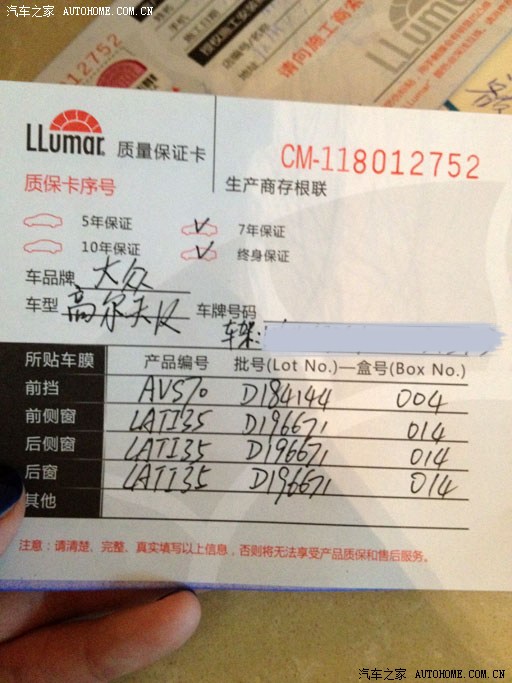 汽车之家 AUTOHOME.COM.CN
12752
LLumar
LLumar 质量保证卡
CM-118012752
质保卡序号
生产商存根联
5年保证
√ 7年保证
10年保证
√ 终身保证
车品牌 大众
车型 高尔夫 车牌号码
车架:
所贴车膜 产品编号 批号(Lot No.)—盒号(Box No.)
前挡 AVS70 D184144 004
前侧窗 LATI35 D196671 014
后侧窗 LATI35 D196671 014
后窗 LATI35 D196671 014
其他
注意:请清楚、完整、真实填写以上信息,否则将无法享受产品质保和售后服务。
汽车之家 AUTOHOME.COM.CN